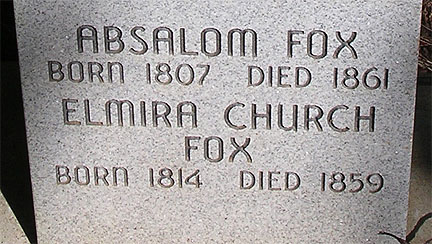 ABSALOM FOX
BORN 1807 DIED 1861
ELMIRA CHURCH
FOX
BORN 1814 DIED 1859